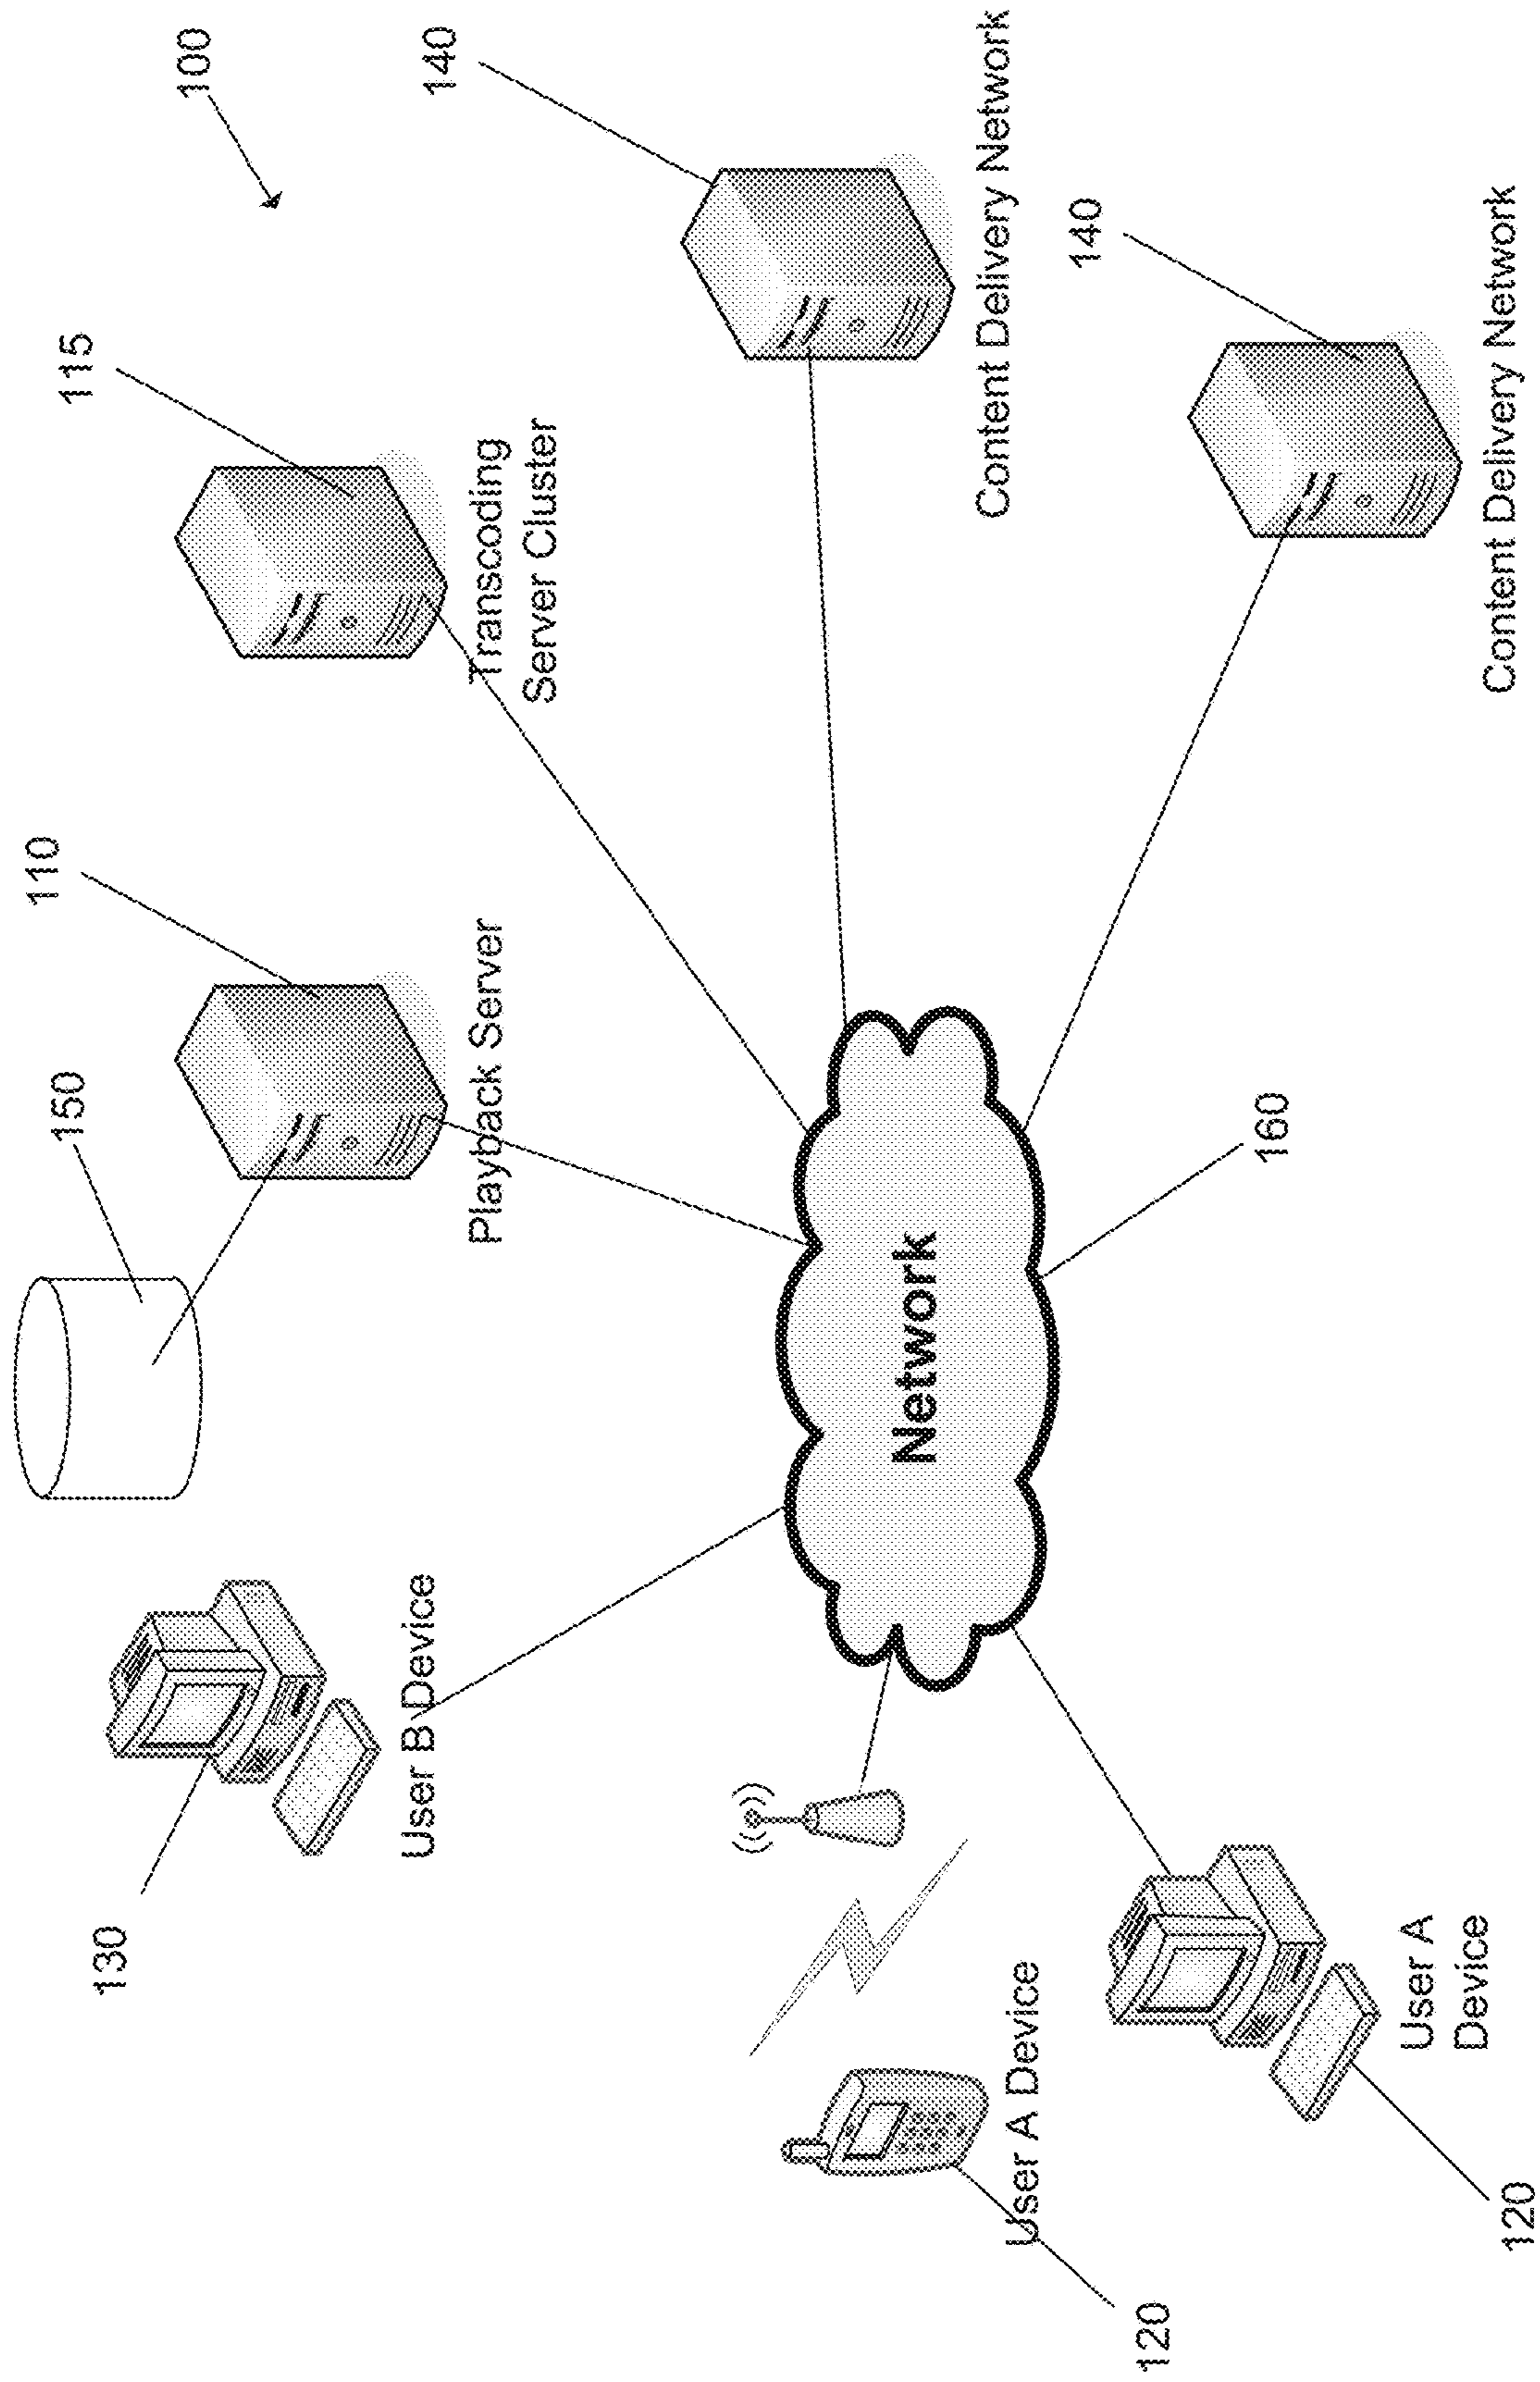 100
150
110
115
130
User B Device
Playback Server
Transcoding
Server Cluster
140
Content Delivery Network
Network
120
User A Device
160
140
Content Delivery Network
User A
Device
120